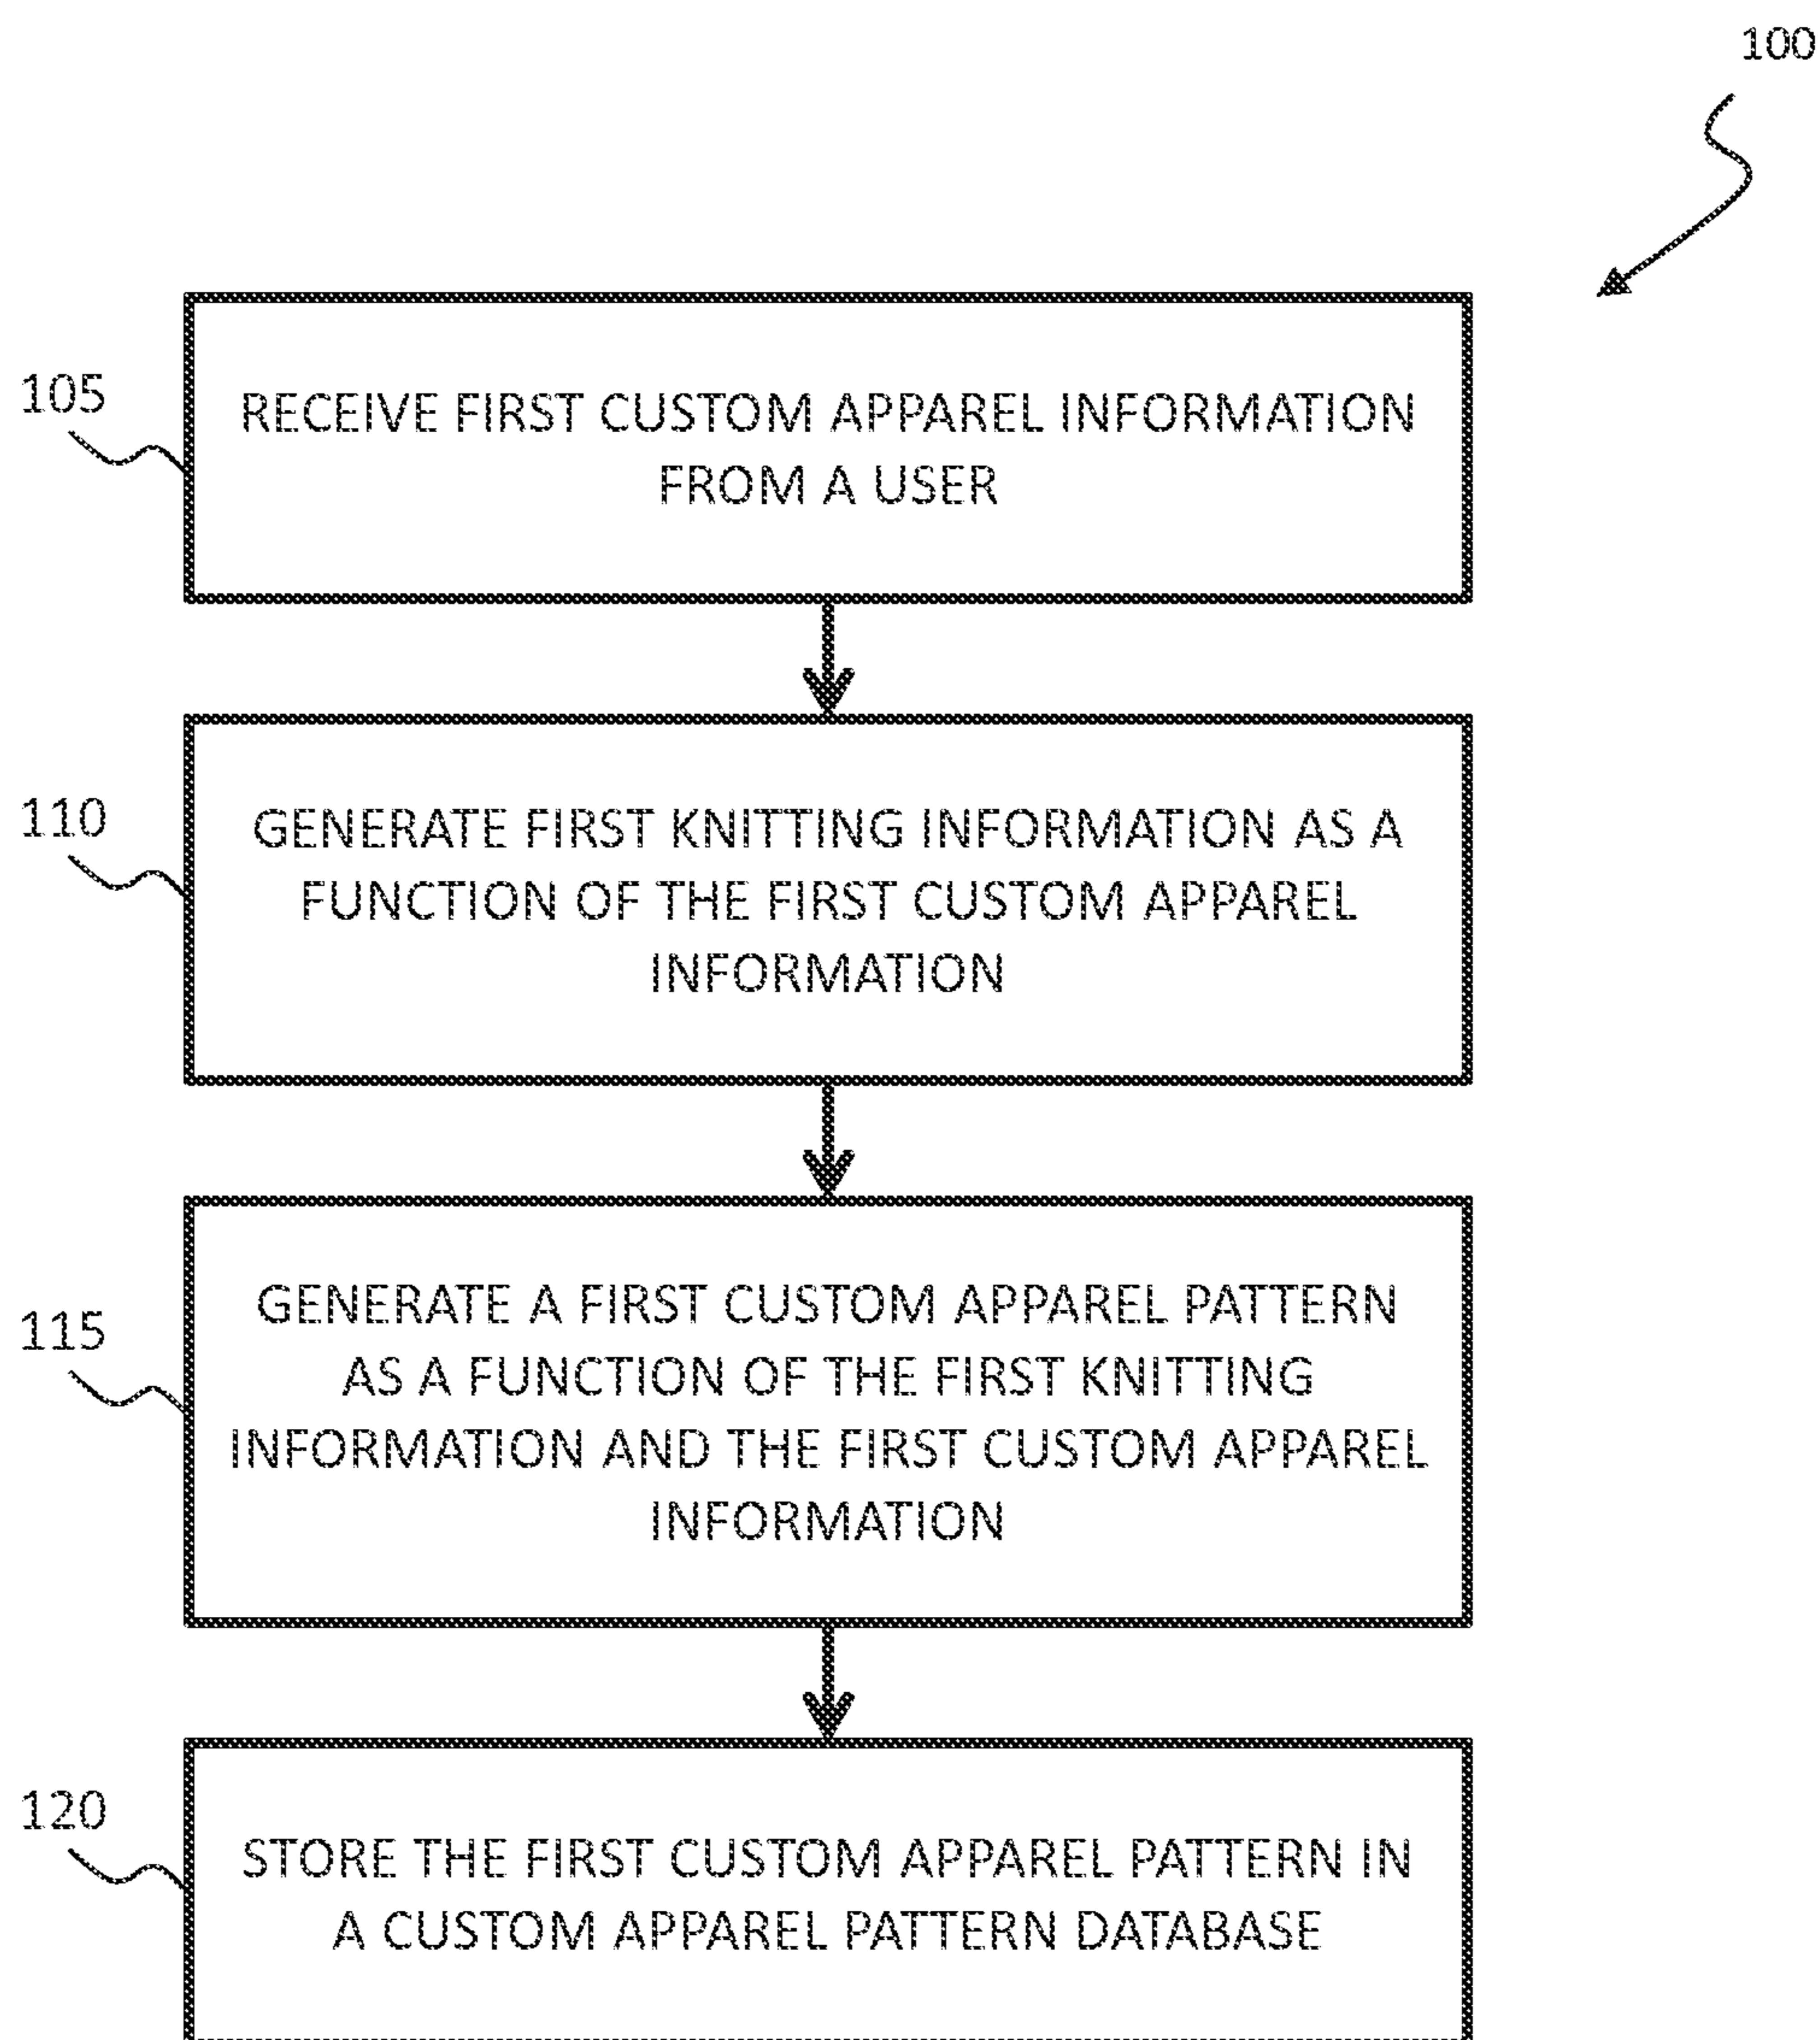 100
105
RECEIVE FIRST CUSTOM APPAREL INFORMATION
FROM A USER
110
GENERATE FIRST KNITTING INFORMATION AS A
FUNCTION OF THE FIRST CUSTOM APPAREL
INFORMATION
115
GENERATE A FIRST CUSTOM APPAREL PATTERN
AS A FUNCTION OF THE FIRST KNITTING
INFORMATION AND THE FIRST CUSTOM APPAREL
INFORMATION
120
STORE THE FIRST CUSTOM APPAREL PATTERN IN
A CUSTOM APPAREL PATTERN DATABASE